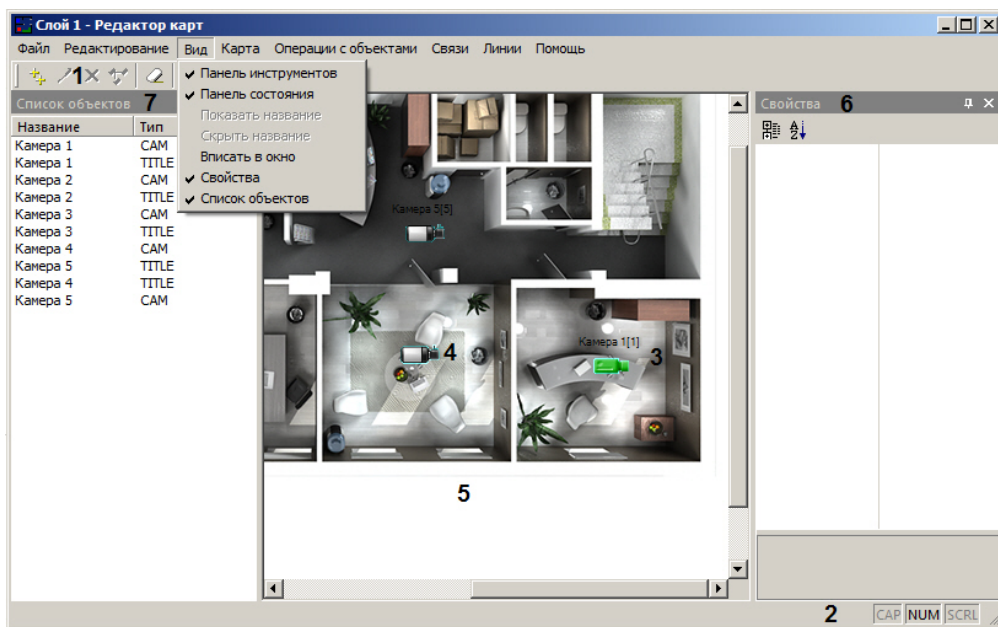 Слой 1 - Редактор карт
Файл Редактирование Вид Карта Операции с объектами Связи Линии Помощь
1
Панель инструментов
Панель состояния
Показать название
Скрыть название
Вписать в окно
Свойства
Список объектов
Список объектов 7
Название Тип
Камера 1 CAM
Камера 1 TITLE
Камера 2 CAM
Камера 2 TITLE
Камера 3 CAM
Камера 3 TITLE
Камера 4 CAM
Камера 5 TITLE
Камера 4 TITLE
Камера 5 CAM
Камера 5[5]
Камера 1[1]
3
4
5
Свойства 6
2 CAP NUM SCRL